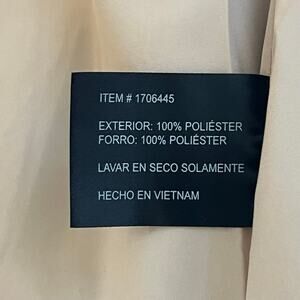 ITEM # 1706445
EXTERIOR: 100% POLIÉSTER
FORRO: 100% POLIÉSTER
LAVAR EN SECO SOLAMENTE
HECHO EN VIETNAM